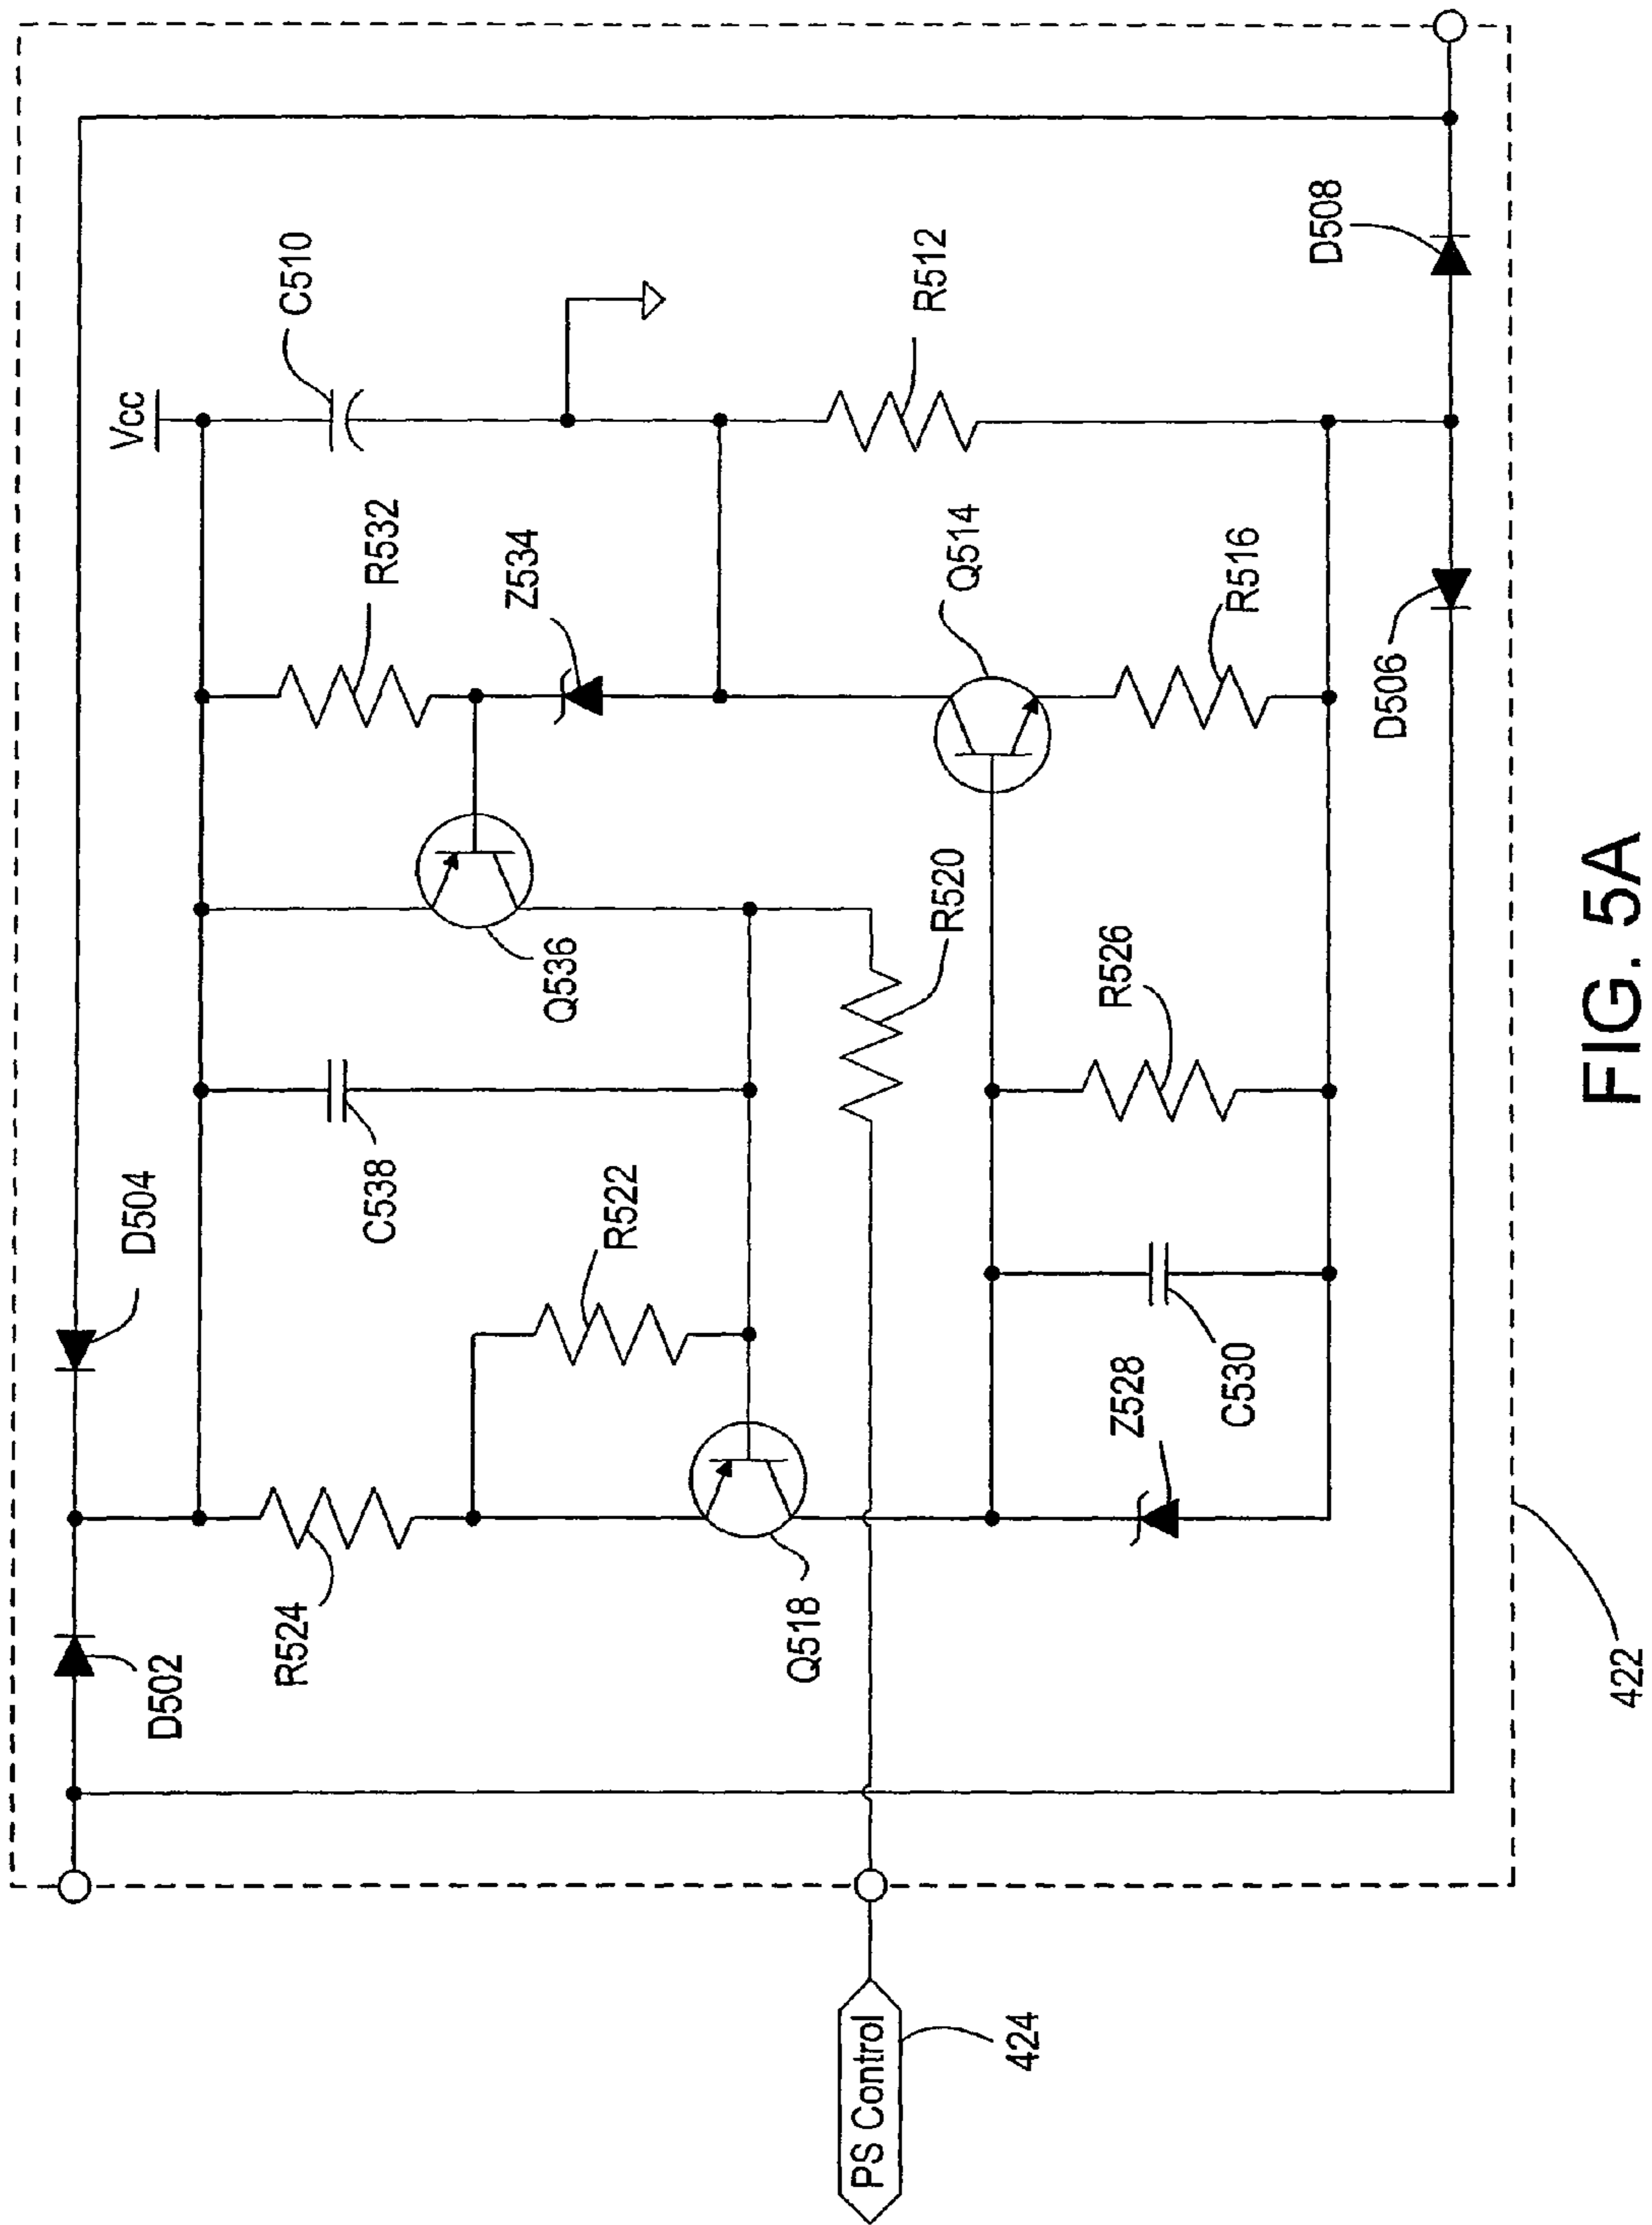 Vcc
C510
R512
D508
R532
Z534
Q514
R516
D506
Q536
R520
R526
D504
C538
R522
Z528
C530
D502
R524
Q518
422
PS Control
424
FIG. 5A